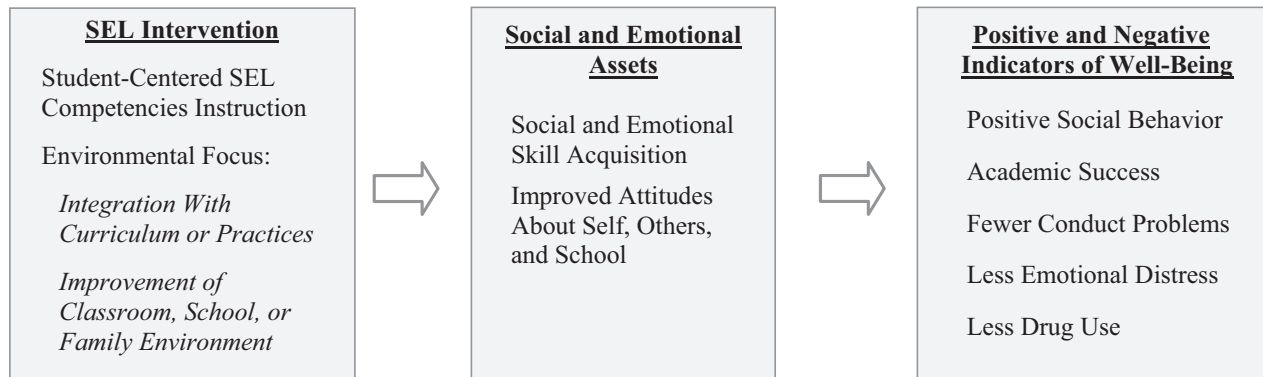 SEL Intervention
Student-Centered SEL
Competencies Instruction
Environmental Focus:
Integration With
Curriculum or Practices
Improvement of
Classroom, School, or
Family Environment
Social and Emotional
Assets
Social and Emotional
Skill Acquisition
Improved Attitudes
About Self, Others,
and School
Positive and Negative
Indicators of Well-Being
Positive Social Behavior
Academic Success
Fewer Conduct Problems
Less Emotional Distress
Less Drug Use